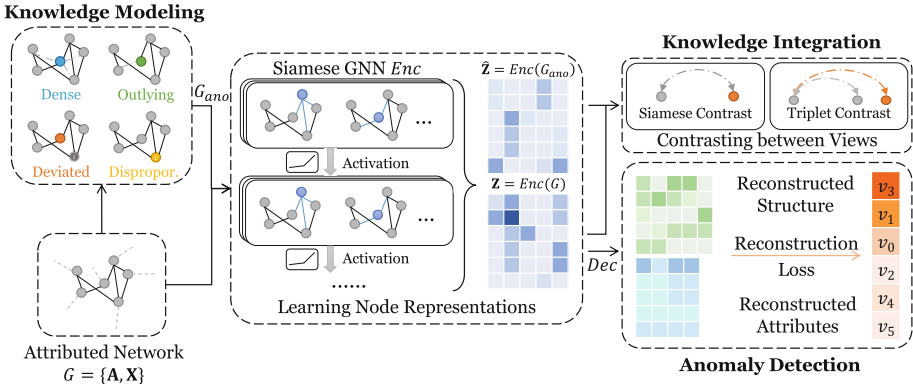 Knowledge Modeling
Dense
Outlying
Deviated
Dispropor.
Attributed Network
G = {A, X}
G_ano
Siamese GNN Enc
...
Activation
...
Activation
......
Learning Node Representations
Ẑ = Enc(G_ano)
Z = Enc(G)
Dec
Knowledge Integration
Siamese Contrast
Triplet Contrast
Contrasting between Views
Reconstructed
Structure
Reconstruction
Loss
Reconstructed
Attributes
v₃
v₁
v₀
v₂
v₄
v₅
Anomaly Detection